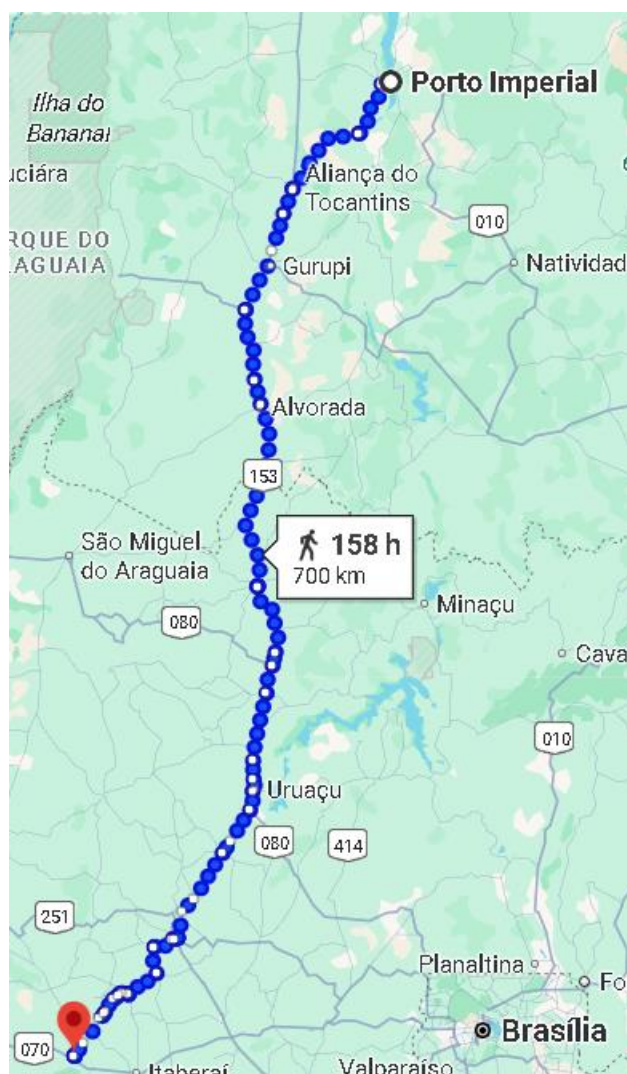 Porto Imperial
Ilha do
Bananal
uciára
Aliança do
Tocantins
010
RQUE DO
AGUAIA
Gurupi
Natividad
Alvorada
153
158 h
700 km
São Miguel
do Araguaia
Minaçu
080
Cava
010
Uruaçu
080
414
251
Planaltina
Fo
Brasília
070
Itaberaí
Valparaíso